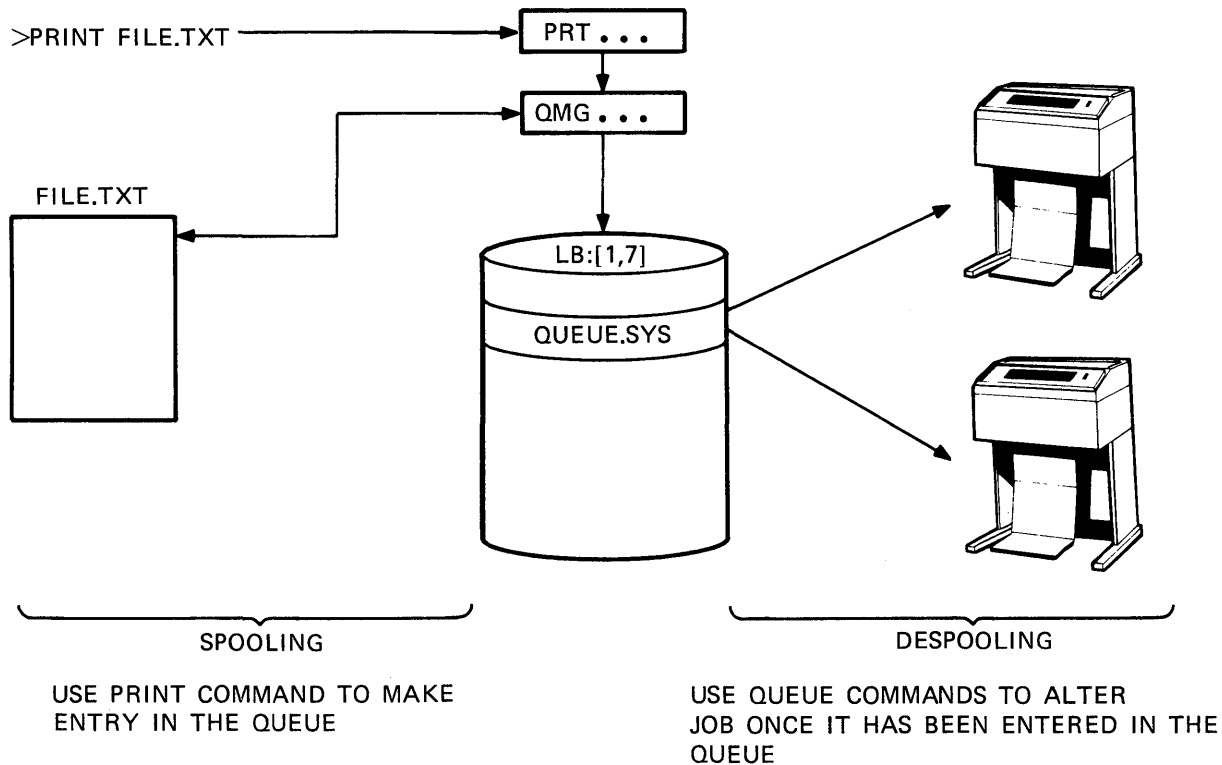 >PRINT FILE.TXT
PRT . . .
QMG . . .
FILE.TXT
LB:[1,7]
QUEUE.SYS
SPOOLING
USE PRINT COMMAND TO MAKE
ENTRY IN THE QUEUE
DESPOOLING
USE QUEUE COMMANDS TO ALTER
JOB ONCE IT HAS BEEN ENTERED IN THE
QUEUE